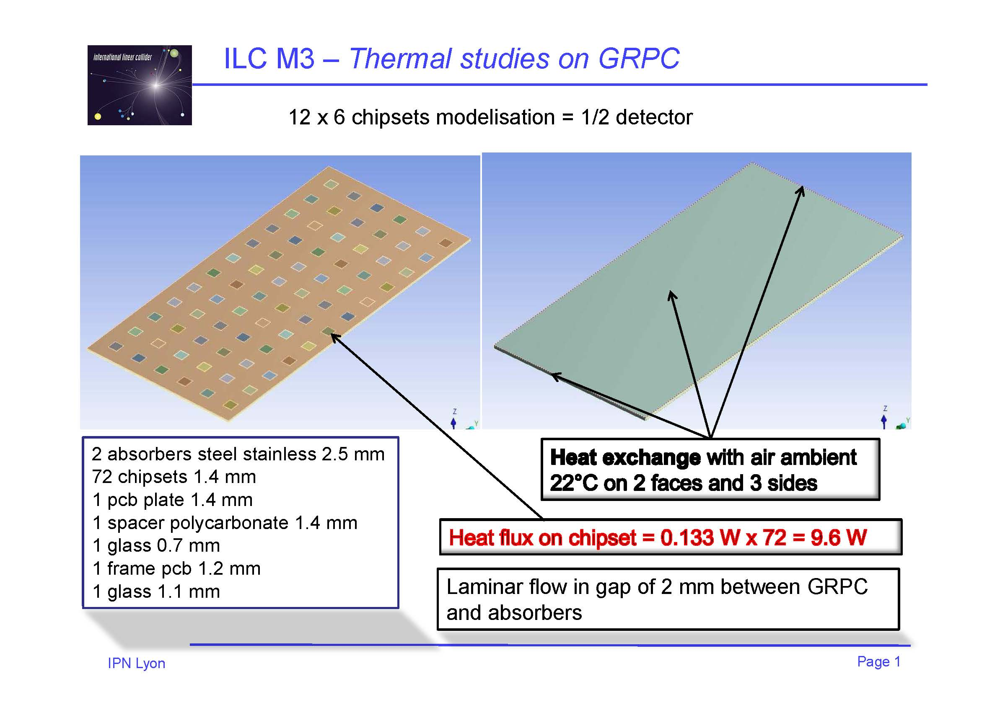 international linear collider
ILC M3 – Thermal studies on GRPC
12 x 6 chipsets modelisation = 1/2 detector
Z
Y
Z
Y
2 absorbers steel stainless 2.5 mm
72 chipsets 1.4 mm
1 pcb plate 1.4 mm
1 spacer polycarbonate 1.4 mm
1 glass 0.7 mm
1 frame pcb 1.2 mm
1 glass 1.1 mm
Heat exchange with air ambient
22°C on 2 faces and 3 sides
Heat flux on chipset = 0.133 W x 72 = 9.6 W
Laminar flow in gap of 2 mm between GRPC
and absorbers
IPN Lyon
Page 1